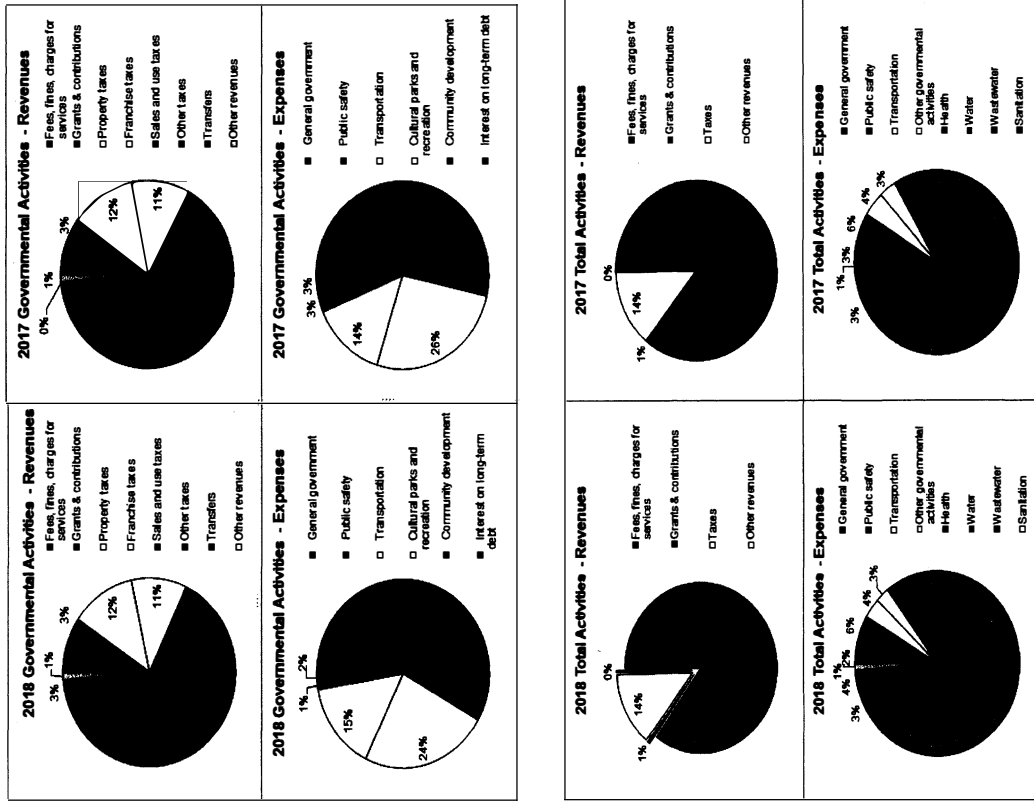 2018 Governmental Activities - Revenues
3%
1%
3%
12%
11%
■Fees, fines, charges for
services
■Grants & contributions
□Property taxes
□Franchise taxes
■Sales and use taxes
■Other taxes
■Transfers
□Other revenues
2017 Governmental Activities - Revenues
0%
1%
3%
12%
11%
■Fees, fines, charges for
services
■Grants & contributions
□Property taxes
□Franchise taxes
■Sales and use taxes
■Other taxes
■Transfers
□Other revenues
2018 Governmental Activities - Expenses
1%
2%
15%
24%
■ General government
■ Public safety
□ Transportation
□ Cultural parks and
recreation
■ Community development
■ Interest on long-term
debt
2017 Governmental Activities - Expenses
3%
3%
14%
26%
■ General government
■ Public safety
□ Transportation
□ Cultural parks and
recreation
■ Community development
■ Interest on long-term debt
2018 Total Activities - Revenues
0%
14%
1%
■Fees, fines, charges for
services
■Grants & contributions
□Taxes
□Other revenues
2017 Total Activities - Revenues
0%
14%
1%
■Fees, fines, charges for
services
■Grants & contributions
□Taxes
□Other revenues
2018 Total Activities - Expenses
3%
4%
1%
2%
6%
4%
3%
■General government
■Public safety
□Transportation
□Other governmental
activities
■Health
■Water
■Wastewater
□Sanitation
2017 Total Activities - Expenses
3%
1%
3%
6%
4%
3%
■General government
■Public safety
□Transportation
□Other governmental
activities
■Health
■Water
■Wastewater
■Sanitation